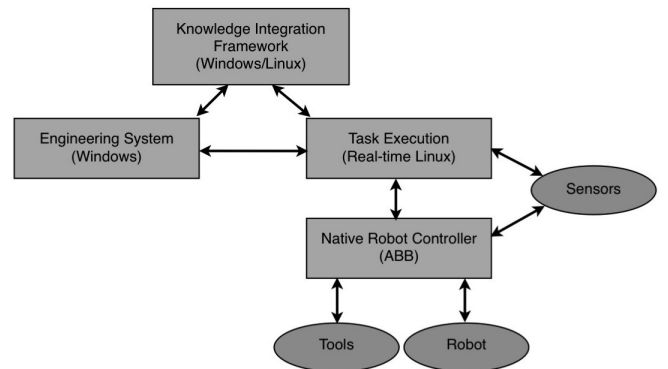 Knowledge Integration
Framework
(Windows/Linux)
Engineering System
(Windows)
Task Execution
(Real-time Linux)
Sensors
Native Robot Controller
(ABB)
Tools
Robot